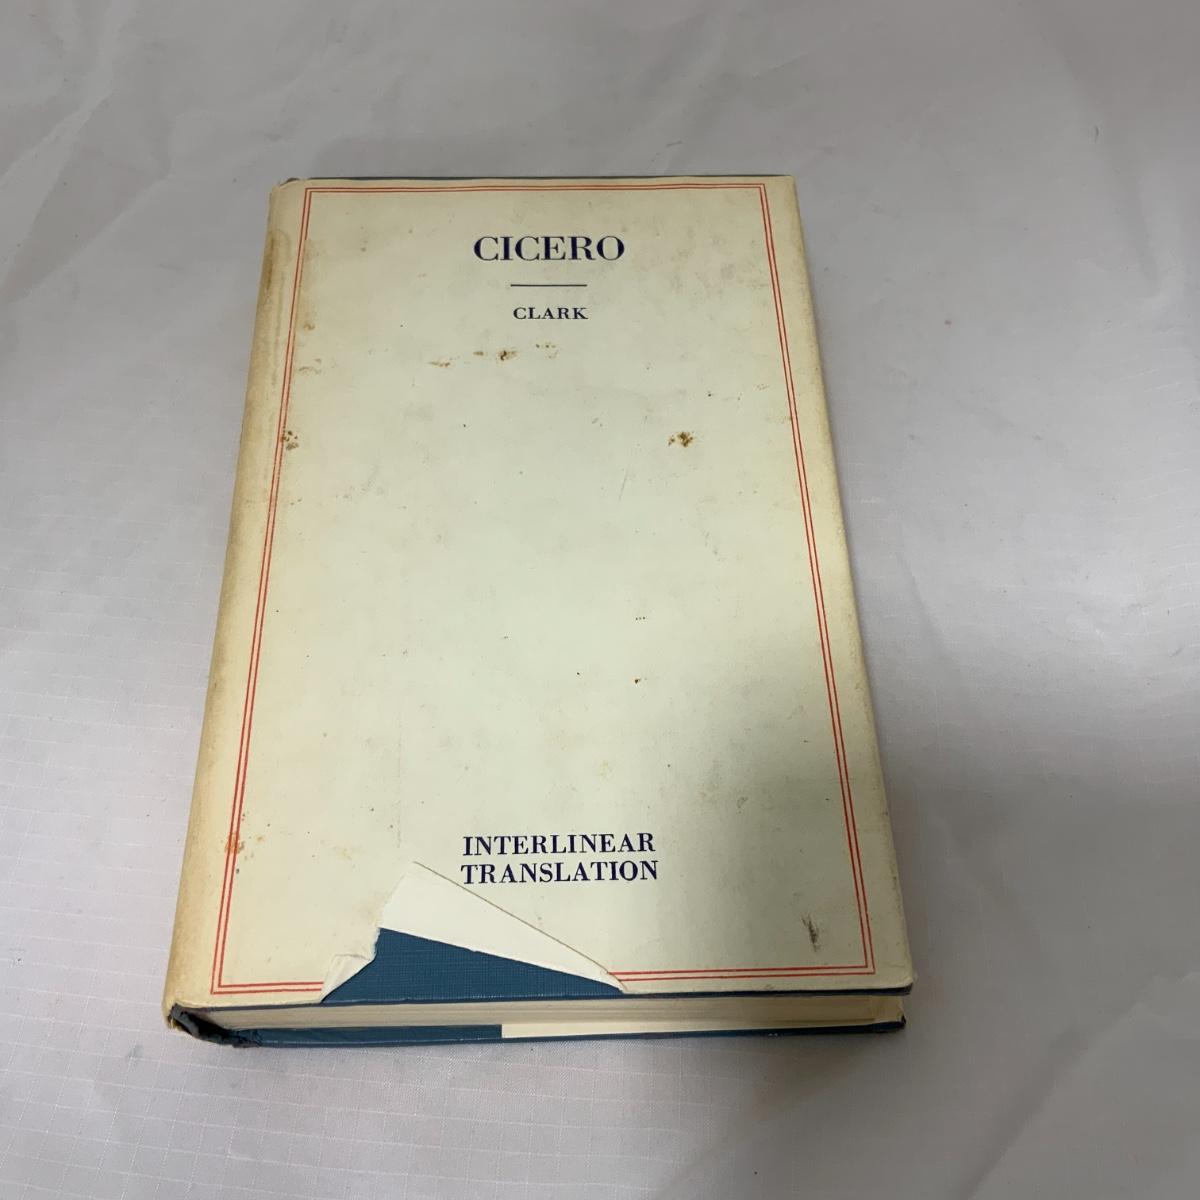 CICERO
CLARK
INTERLINEAR
TRANSLATION